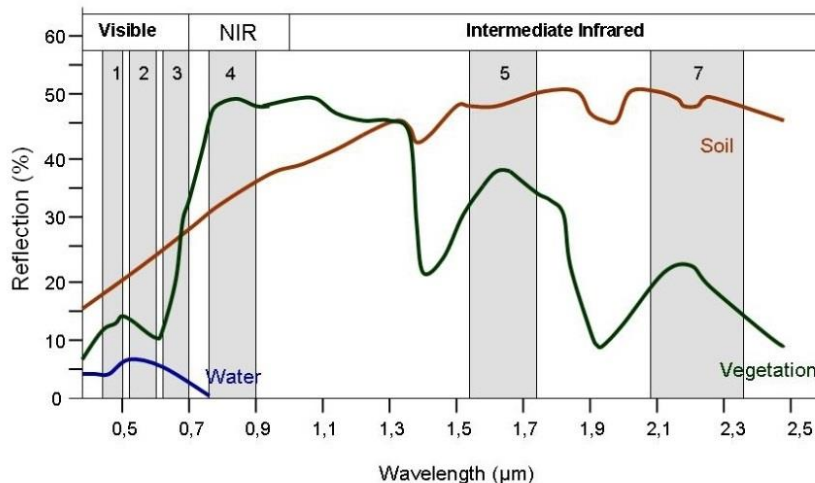 Visible NIR Intermediate Infrared
1 2 3 4 5 7
60
50
40
30
20
10
5
0
Reflection (%)
Soil
Vegetation
Water
0,5 0,7 0,9 1,1 1,3 1,5 1,7 1,9 2,1 2,3 2,5
Wavelength (µm)